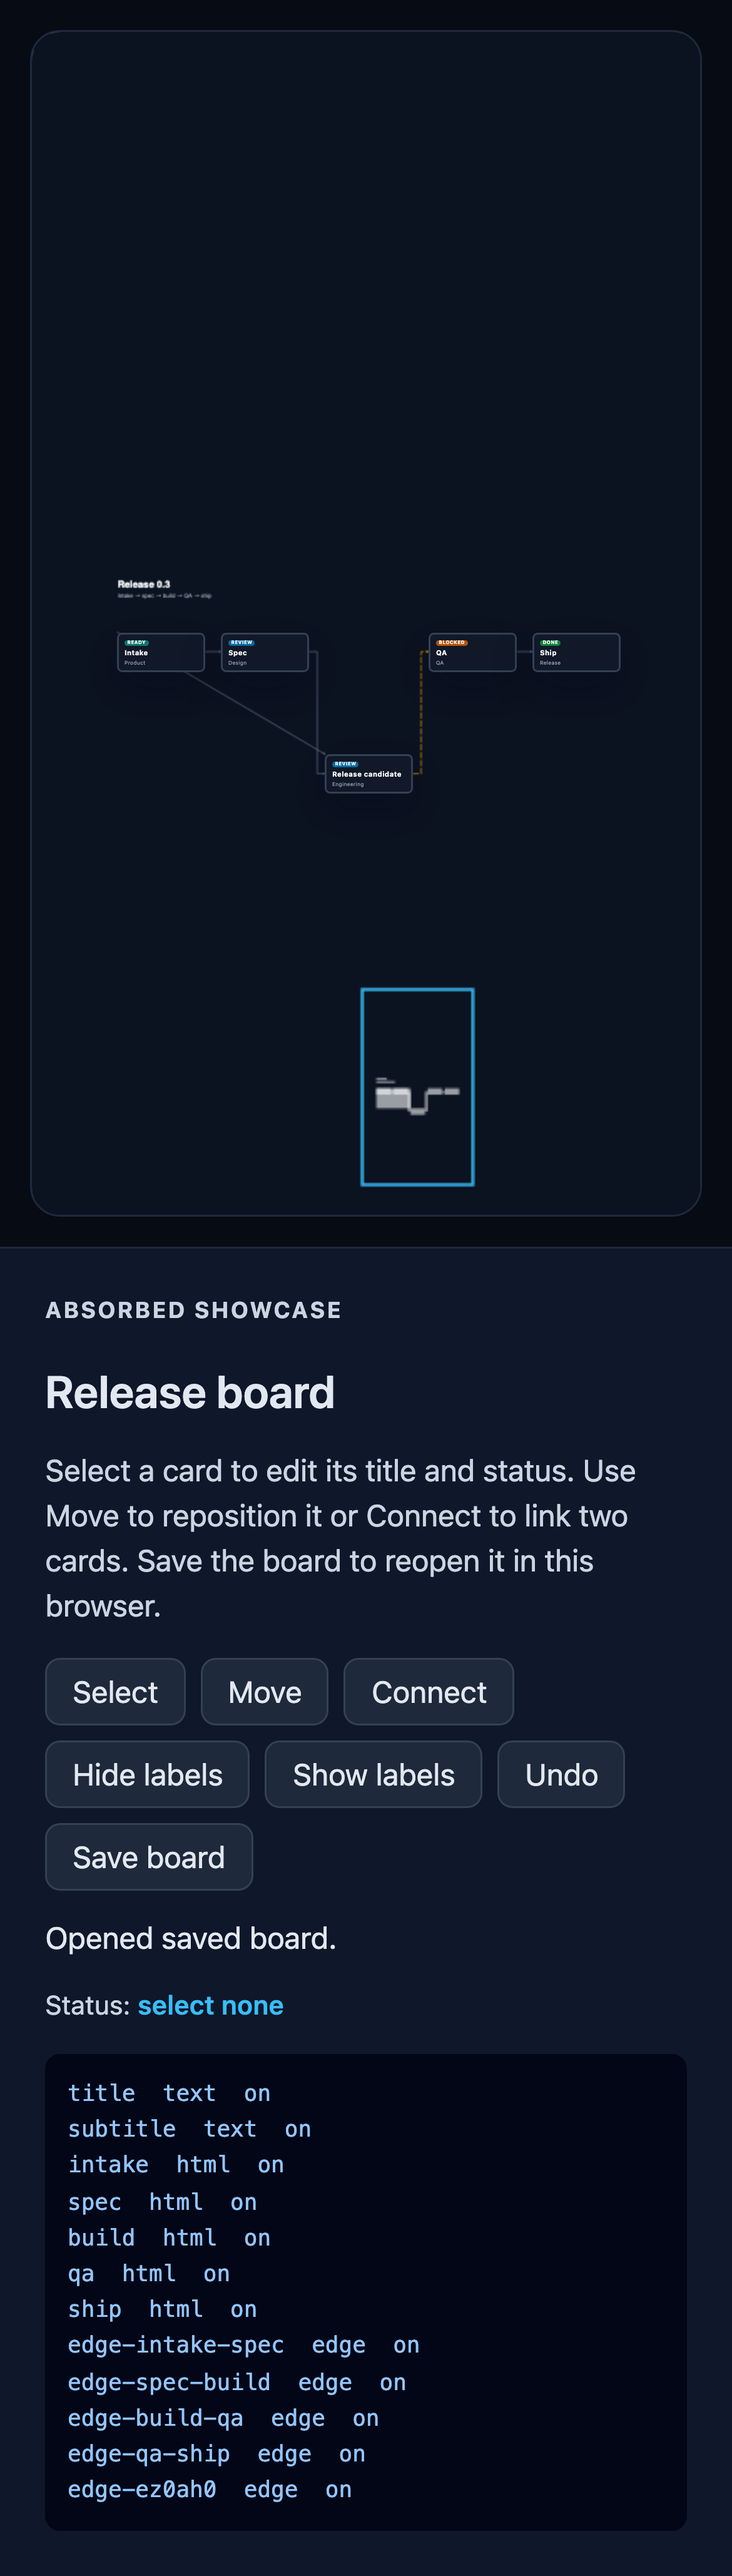 Release 0.3
Intake → spec → build → QA → ship
READY
Intake
Product
REVIEW
Spec
Design
BLOCKED
QA
QA
DONE
Ship
Release
REVIEW
Release candidate
Engineering
ABSORBED SHOWCASE
Release board
Select a card to edit its title and status. Use
Move to reposition it or Connect to link two
cards. Save the board to reopen it in this
browser.
Select Move Connect
Hide labels Show labels Undo
Save board
Opened saved board.
Status: select none
title text on
subtitle text on
intake html on
spec html on
build html on
qa html on
ship html on
edge-intake-spec edge on
edge-spec-build edge on
edge-build-qa edge on
edge-qa-ship edge on
edge-ez0ah0 edge on